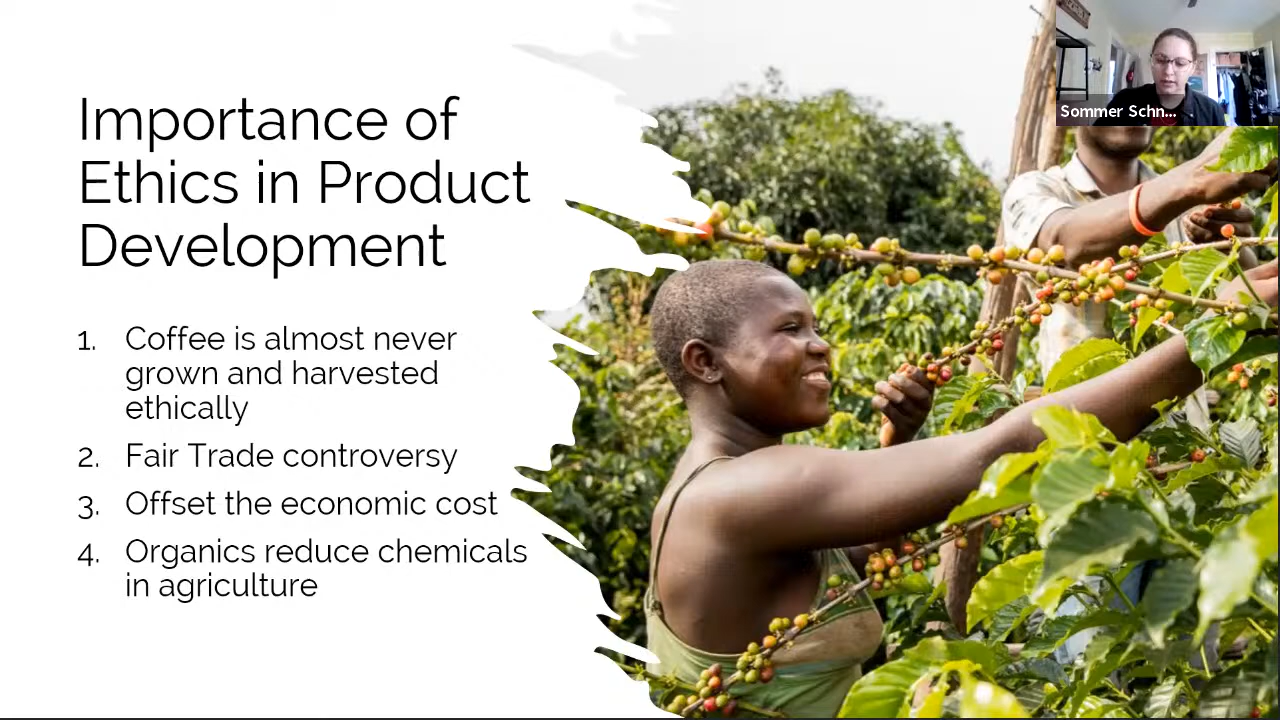 Importance of
Ethics in Product
Development
1. Coffee is almost never
grown and harvested
ethically
2. Fair Trade controversy
3. Offset the economic cost
4. Organics reduce chemicals
in agriculture
Sommer Schn...